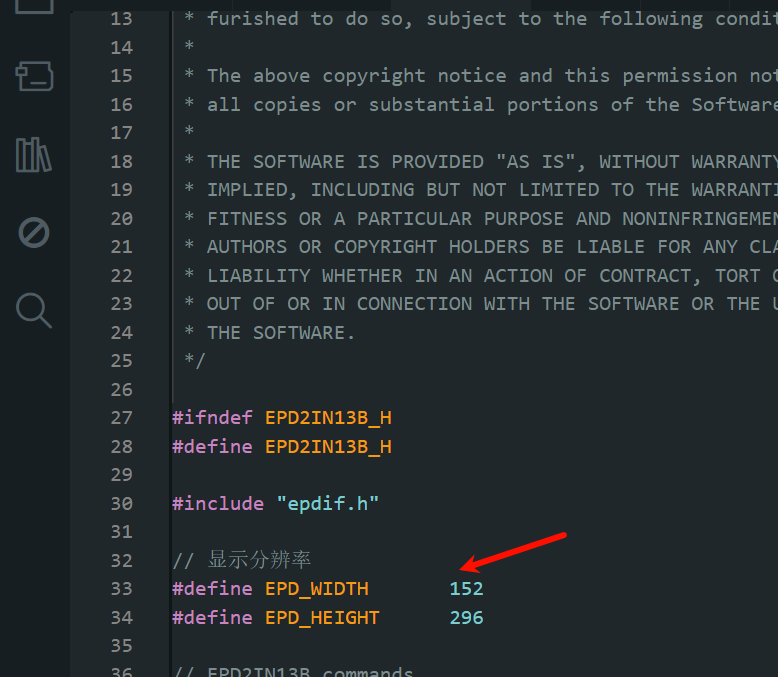 13 * furished to do so, subject to the following condit
14 *
15 * The above copyright notice and this permission not
16 * all copies or substantial portions of the Software
17 *
18 * THE SOFTWARE IS PROVIDED "AS IS", WITHOUT WARRANTY
19 * IMPLIED, INCLUDING BUT NOT LIMITED TO THE WARRANTI
20 * FITNESS OR A PARTICULAR PURPOSE AND NONINFRINGEMEN
21 * AUTHORS OR COPYRIGHT HOLDERS BE LIABLE FOR ANY CLA
22 * LIABILITY WHETHER IN AN ACTION OF CONTRACT, TORT O
23 * OUT OF OR IN CONNECTION WITH THE SOFTWARE OR THE U
24 * THE SOFTWARE.
25 */
26
27 #ifndef EPD2IN13B_H
28 #define EPD2IN13B_H
29
30 #include "epdif.h"
31
32 // 显示分辨率
33 #define EPD_WIDTH 152
34 #define EPD_HEIGHT 296
35
36 // EPD2IN13B commands